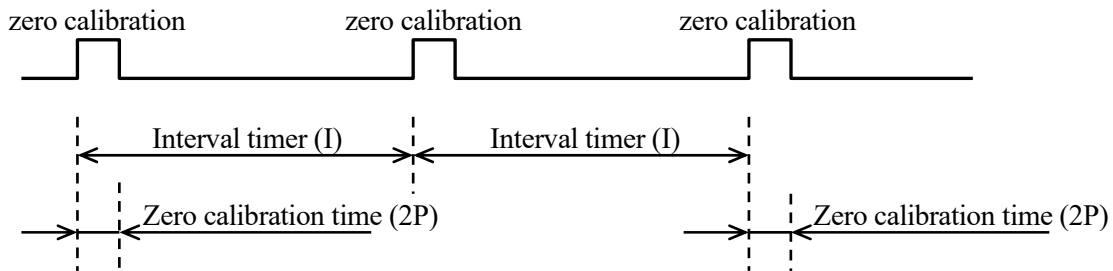 zero calibration zero calibration zero calibration
Interval timer (I) Interval timer (I)
Zero calibration time (2P) Zero calibration time (2P)